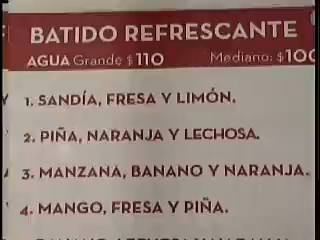 BATIDO REFRESCANTE
AGUA Grande $110 Mediano: $100
1. SANDÍA, FRESA Y LIMÓN.
2. PIÑA, NARANJA Y LECHOSA.
3. MANZANA, BANANO Y NARANJA.
4. MANGO, FRESA Y PIÑA.